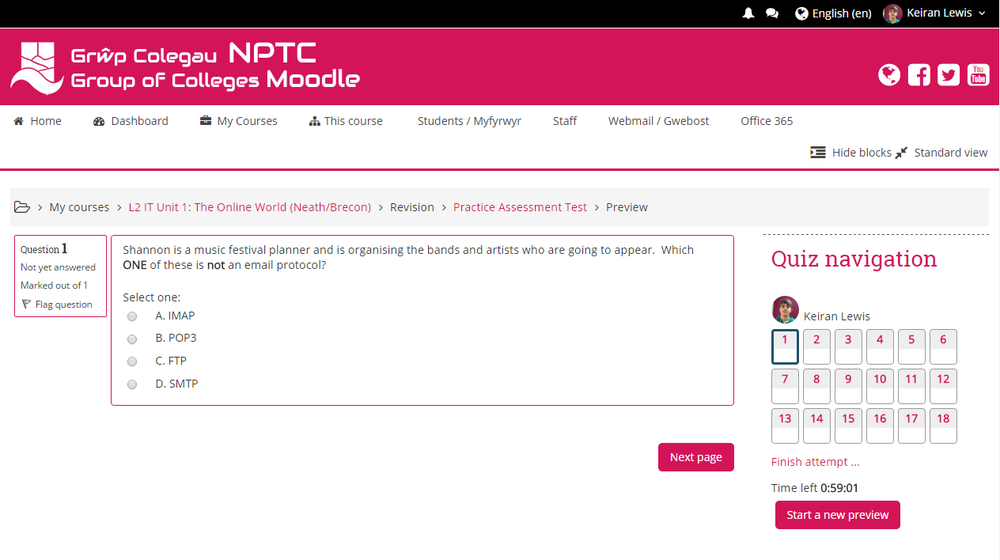 English (en) Keiran Lewis
Grŵp Colegau NPTC
Group of Colleges Moodle
You
Tube
Home Dashboard My Courses This course Students / Myfyrwyr Staff Webmail / Gwebost Office 365
Hide blocks Standard view
My courses > L2 IT Unit 1: The Online World (Neath/Brecon) > Revision > Practice Assessment Test > Preview
Question 1
Not yet answered
Marked out of 1
Flag question
Shannon is a music festival planner and is organising the bands and artists who are going to appear. Which
ONE of these is not an email protocol?
Select one:
A. IMAP
B. POP3
C. FTP
D. SMTP
Next page
Quiz navigation
Keiran Lewis
1 2 3 4 5 6
7 8 9 10 11 12
13 14 15 16 17 18
Finish attempt ...
Time left 0:59:01
Start a new preview